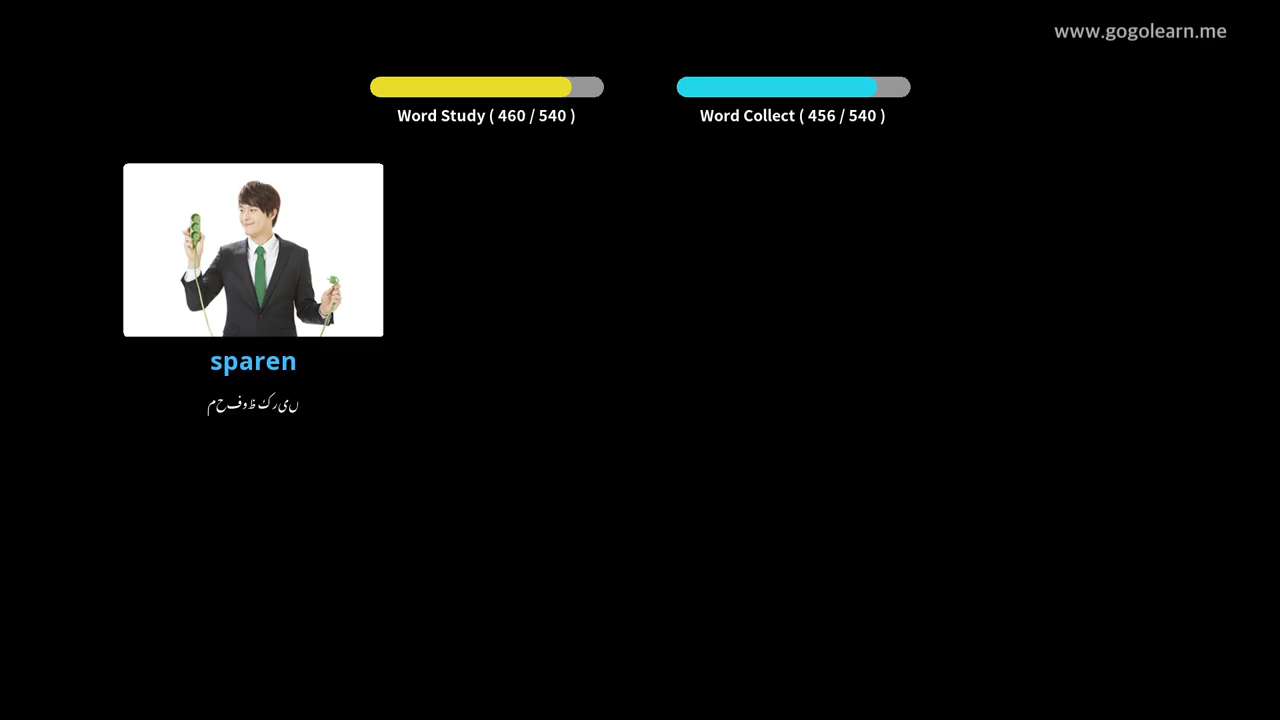 www.gogolearn.me
Word Study ( 460 / 540 )
Word Collect ( 456 / 540 )
sparen
محفوظ کریں